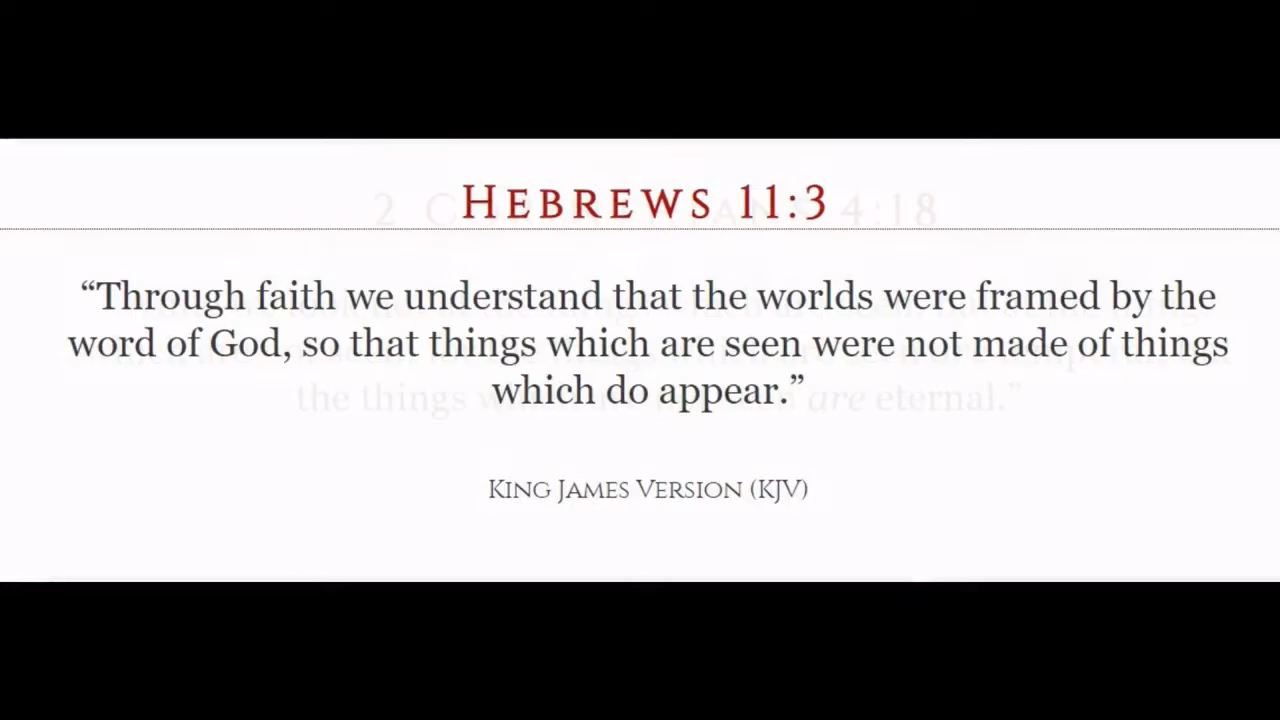 HEBREWS 11:3
“Through faith we understand that the worlds were framed by the
word of God, so that things which are seen were not made of things
which do appear.”
KING JAMES VERSION (KJV)